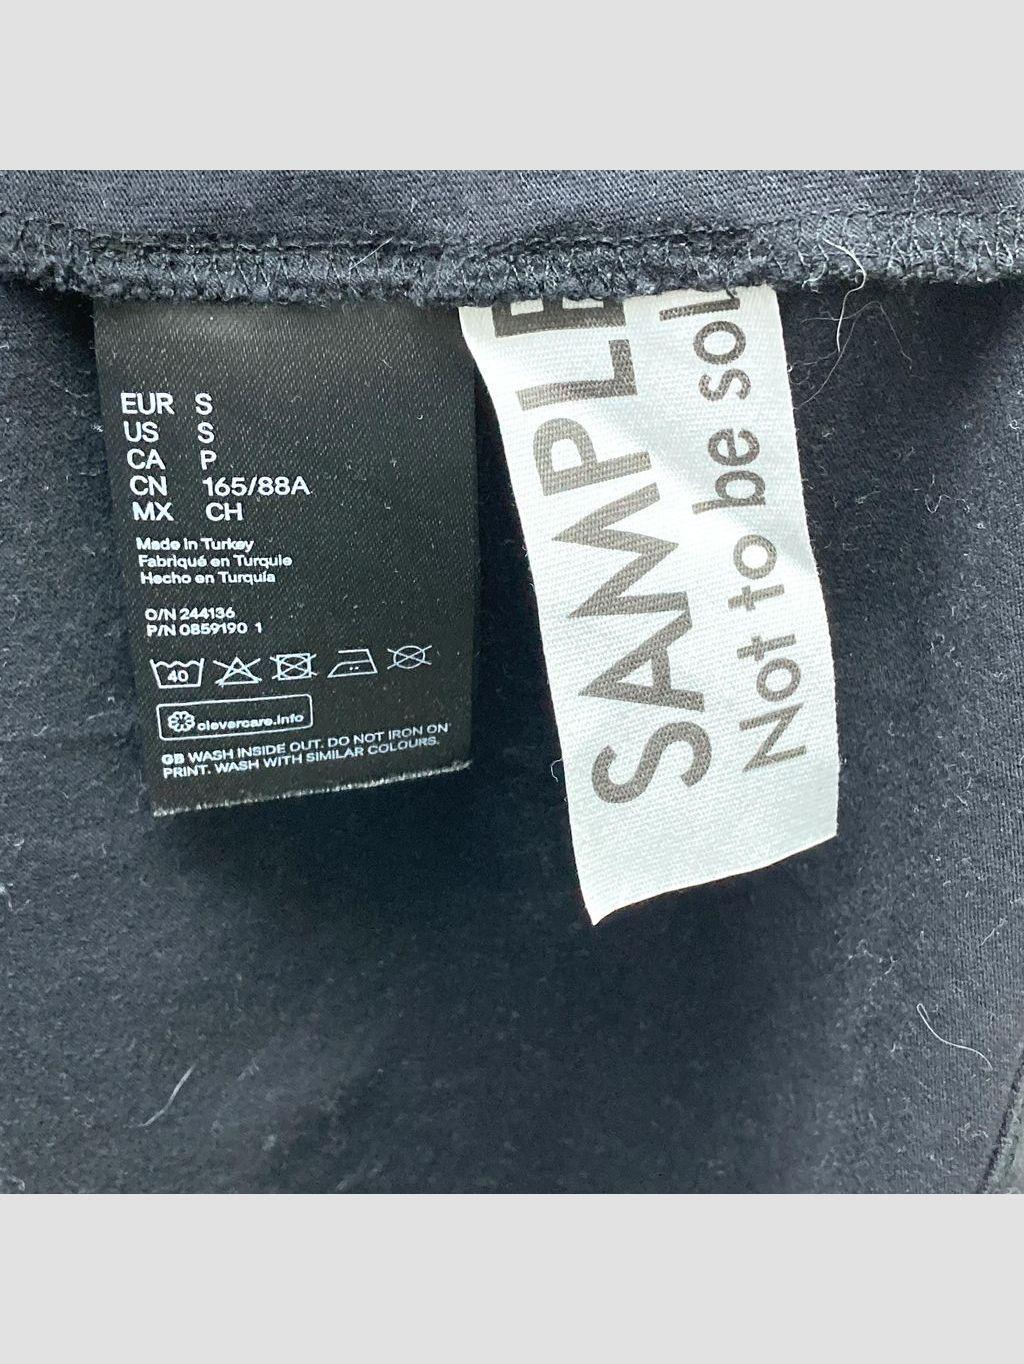 EUR S
US S
CA P
CN 165/88A
MX CH
Made in Turkey
Fabriqué en Turquie
Hecho en Turquía
O/N 244136
P/N 0859190 1
40
clevercare.info
GB WASH INSIDE OUT. DO NOT IRON ON
PRINT. WASH WITH SIMILAR COLOURS.
SAMPLE
Not to be sol